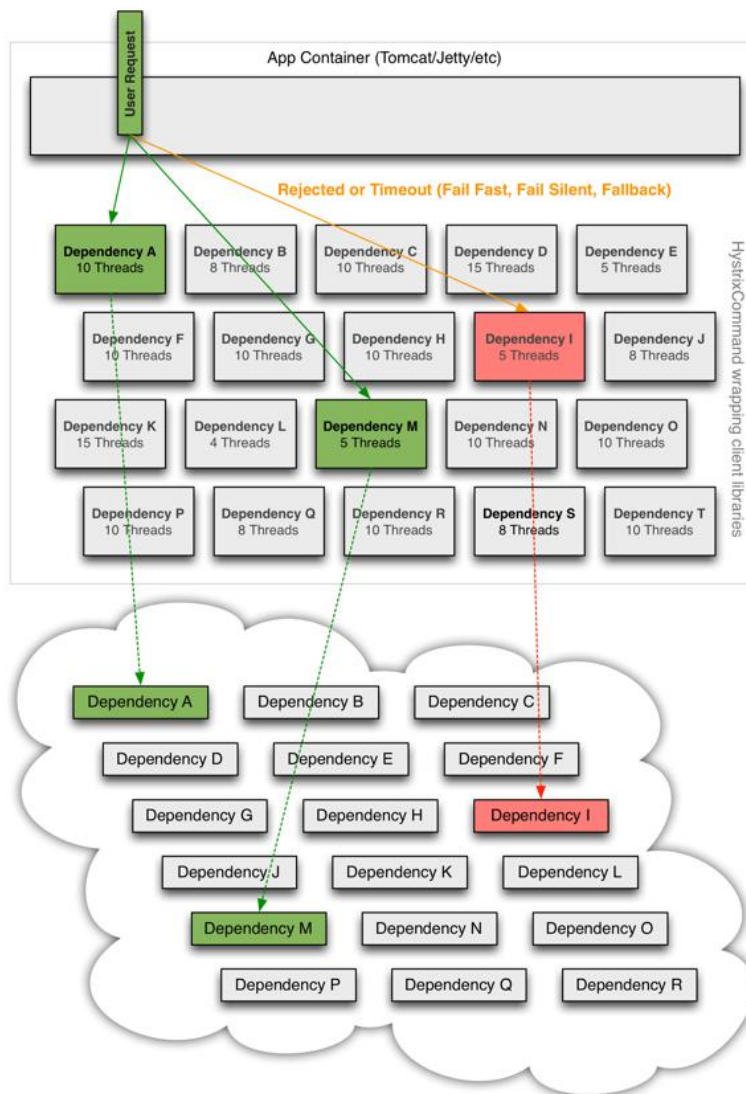 User Request
App Container (Tomcat/Jetty/etc)
Rejected or Timeout (Fail Fast, Fail Silent, Fallback)
Dependency A
10 Threads
Dependency B
8 Threads
Dependency C
10 Threads
Dependency D
15 Threads
Dependency E
5 Threads
Dependency F
10 Threads
Dependency G
10 Threads
Dependency H
10 Threads
Dependency I
5 Threads
Dependency J
8 Threads
Dependency K
15 Threads
Dependency L
4 Threads
Dependency M
5 Threads
Dependency N
10 Threads
Dependency O
10 Threads
Dependency P
10 Threads
Dependency Q
8 Threads
Dependency R
10 Threads
Dependency S
8 Threads
Dependency T
10 Threads
HystrixCommand wrapping client libraries
Dependency A
Dependency B
Dependency C
Dependency D
Dependency E
Dependency F
Dependency G
Dependency H
Dependency I
Dependency J
Dependency K
Dependency L
Dependency M
Dependency N
Dependency O
Dependency P
Dependency Q
Dependency R